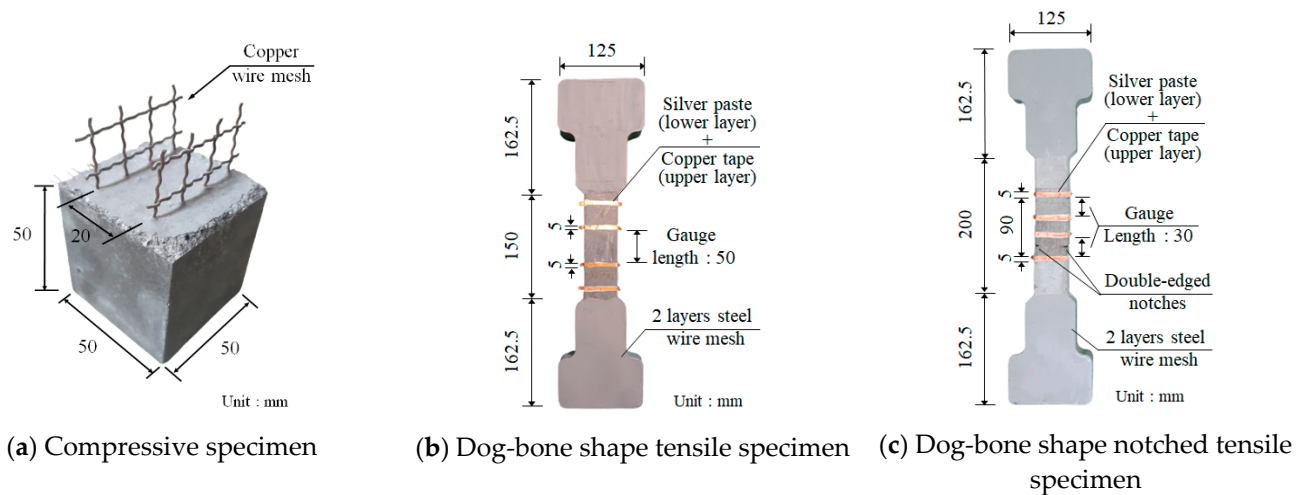 Copper
wire mesh
50
20
50
50
Unit : mm
(a) Compressive specimen
125
162.5
150
162.5
5
5
Silver paste
(lower layer)
+
Copper tape
(upper layer)
Gauge
length : 50
2 layers steel
wire mesh
Unit : mm
(b) Dog-bone shape tensile specimen
125
162.5
200
162.5
5
90
5
Silver paste
(lower layer)
+
Copper tape
(upper layer)
Gauge
Length : 30
Double-edged
notches
2 layers steel
wire mesh
Unit : mm
(c) Dog-bone shape notched tensile
specimen